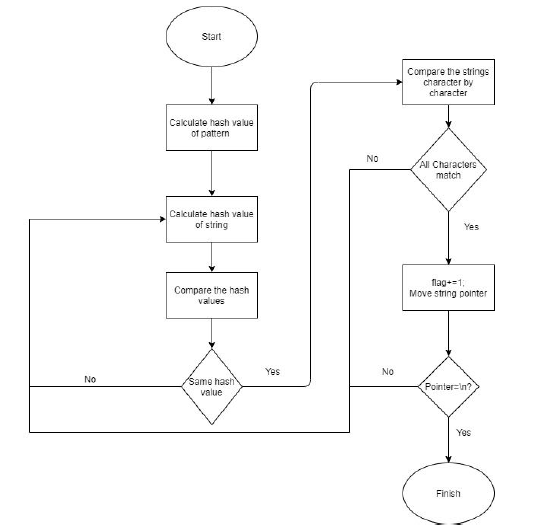 Start
Calculate hash value
of pattern
Calculate hash value
of string
Compare the hash
values
Same hash
value
No
Yes
Compare the strings
character by
character
All Characters
match
No
Yes
flag+=1;
Move string pointer
Pointer=\n?
No
Yes
Finish